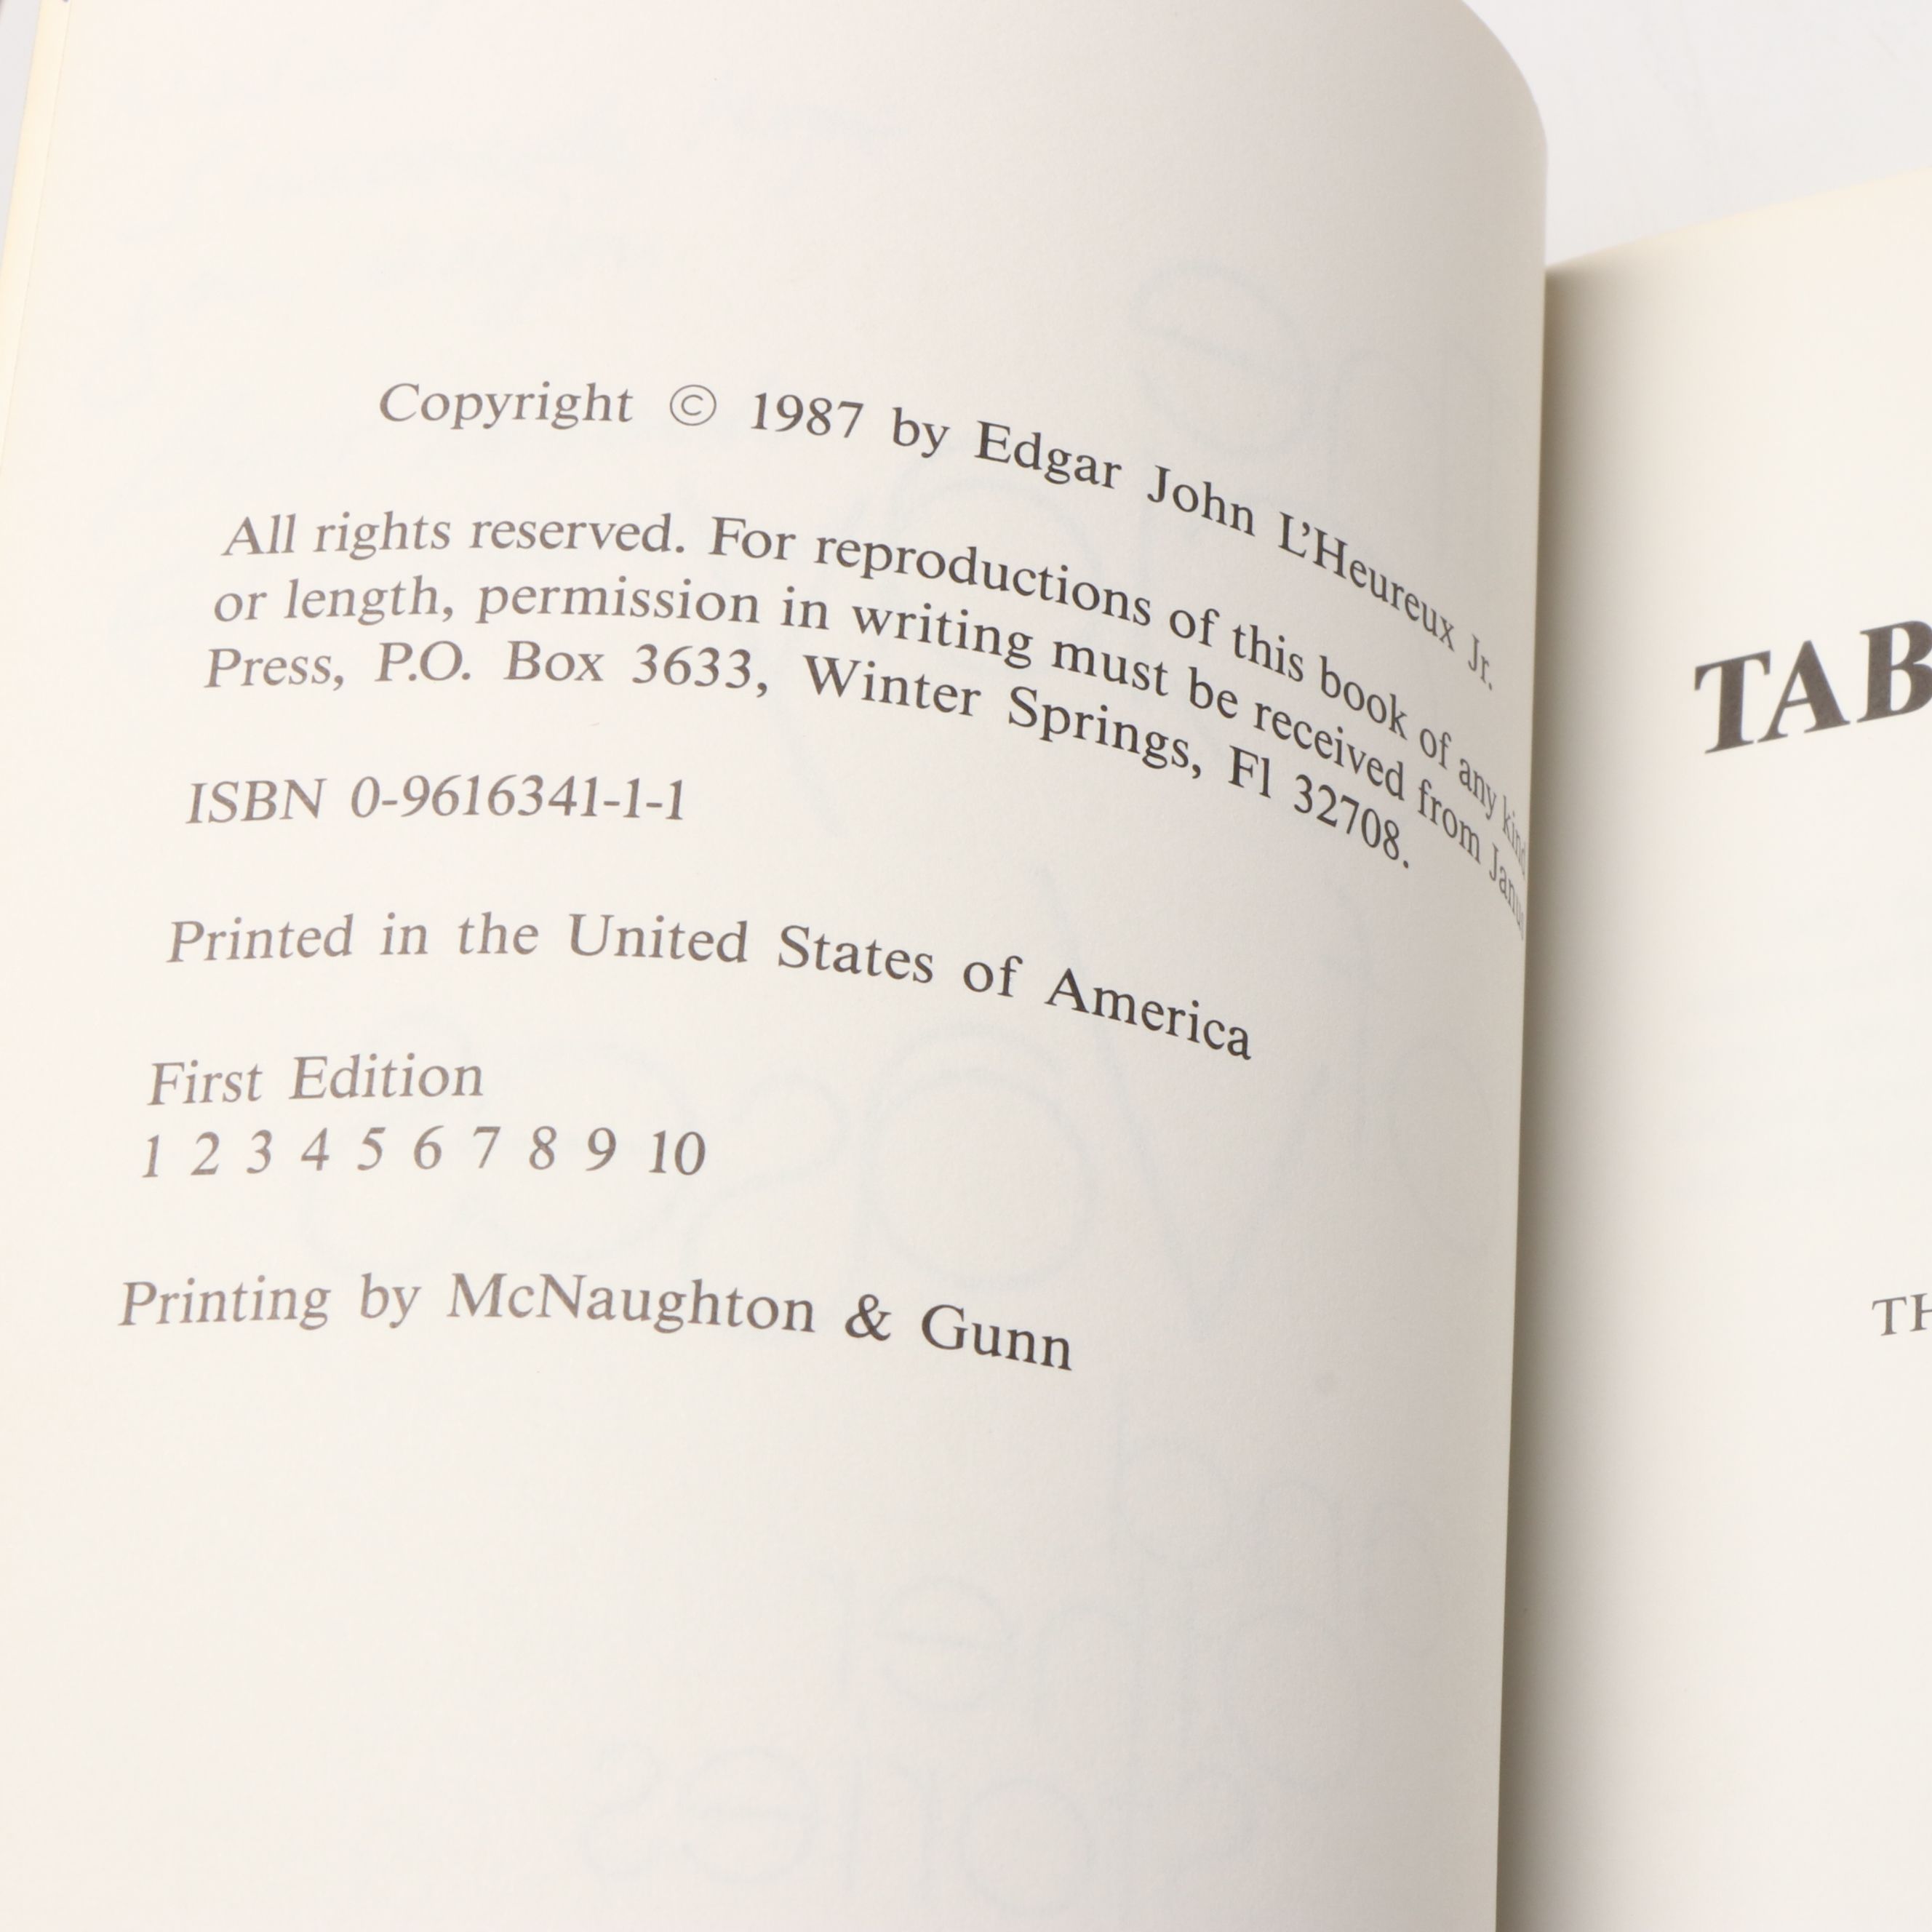 Copyright © 1987 by Edgar John L'Heureux Jr.
All rights reserved. For reproductions of this book of any kind
or length, permission in writing must be received from Janus
Press, P.O. Box 3633, Winter Springs, Fl 32708.
ISBN 0-9616341-1-1
Printed in the United States of America
First Edition
1 2 3 4 5 6 7 8 9 10
Printing by McNaughton & Gunn
TAB
TH